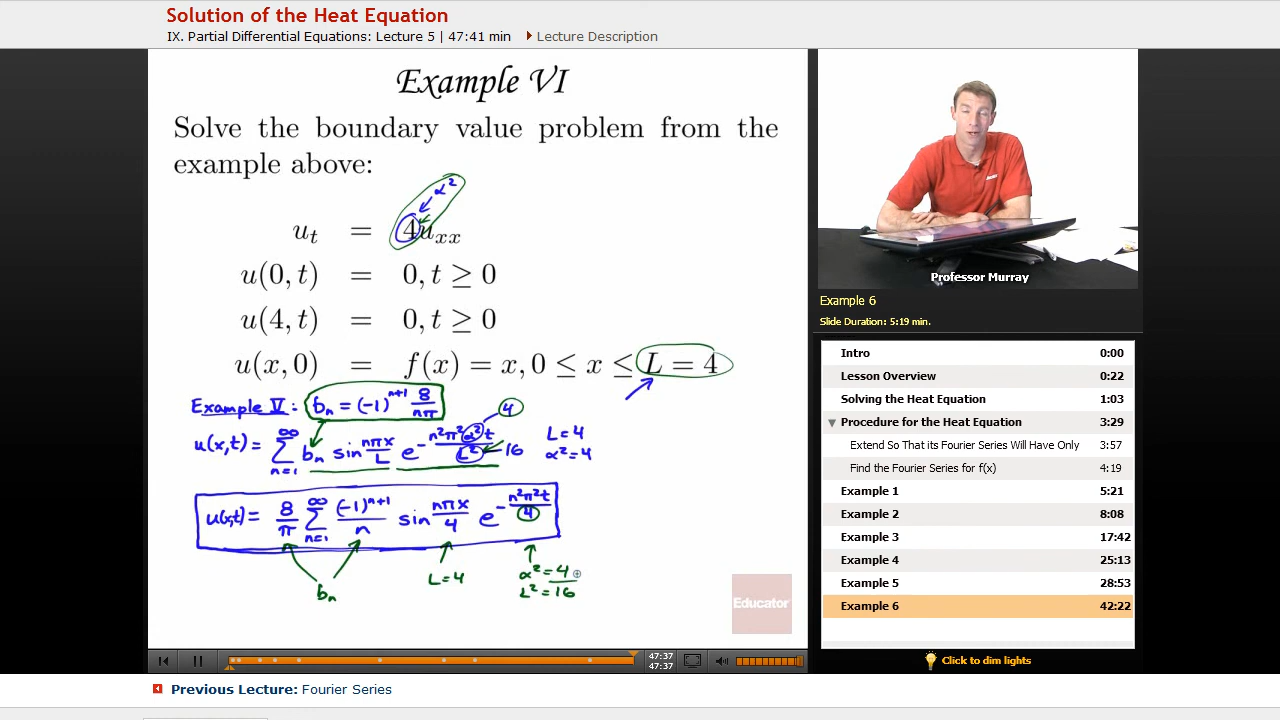 Solution of the Heat Equation
IX. Partial Differential Equations: Lecture 5 | 47:41 min
Lecture Description
Example VI
Solve the boundary value problem from the
example above:
α²
u_t = 4u_xx
u(0, t) = 0, t ≥ 0
u(4, t) = 0, t ≥ 0
u(x, 0) = f(x) = x, 0 ≤ x ≤ L = 4
Example V: b_n = (-1)^(n+1) 8/(nπ)
4
u(x,t) = ∑_(n=1)^∞ b_n sin (nπx/L) e^(-n²π²α²t/L²) 16
L=4
α²=4
u(x,t) = 8/π ∑_(n=1)^∞ (-1)^(n+1)/n sin (nπx/4) e^(-n²π²t/4)
b_n
L=4
α²=4
L²=16
Educator
Professor Murray
Example 6
Slide Duration: 5:19 min.
Intro 0:00
Lesson Overview 0:22
Solving the Heat Equation 1:03
Procedure for the Heat Equation 3:29
Extend So That its Fourier Series Will Have Only 3:57
Find the Fourier Series for f(x) 4:19
Example 1 5:21
Example 2 8:08
Example 3 17:42
Example 4 25:13
Example 5 28:53
Example 6 42:22
47:37
47:37
Click to dim lights
Previous Lecture: Fourier Series